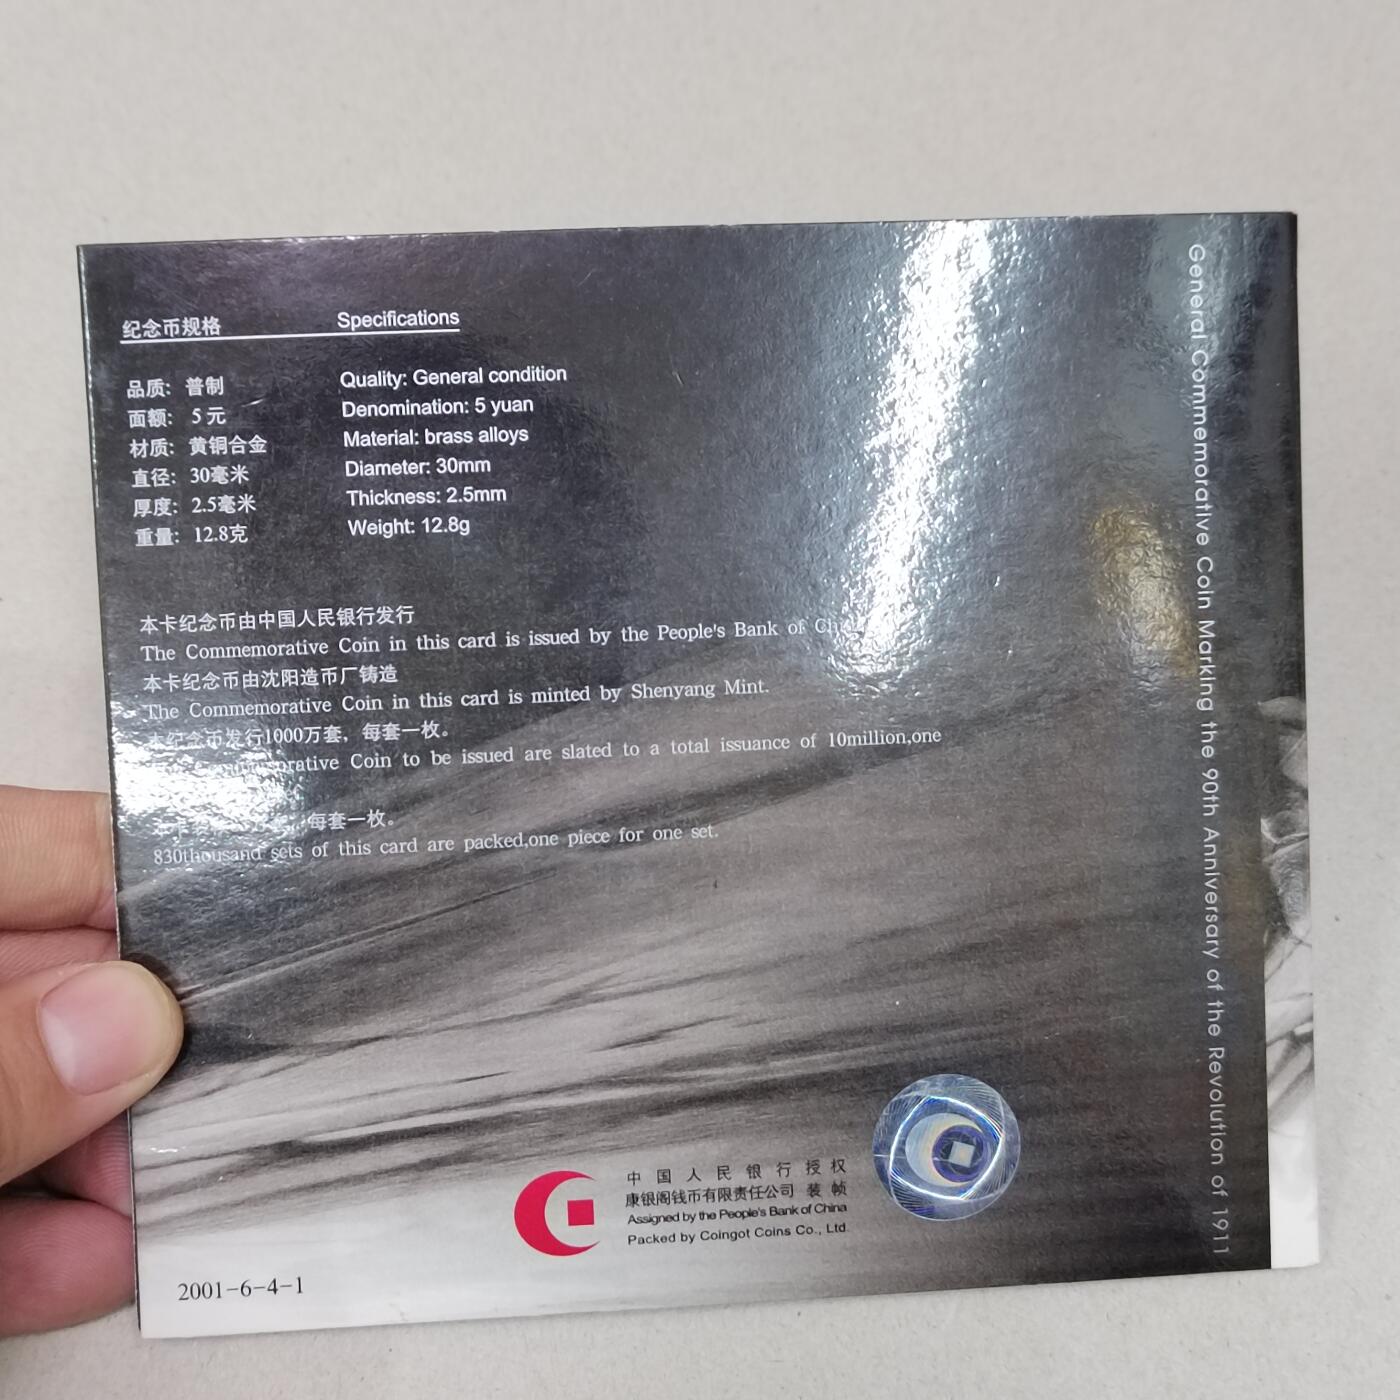 纪念币规格 Specifications
品质: 普制 Quality: General condition
面额: 5元 Denomination: 5 yuan
材质: 黄铜合金 Material: brass alloys
直径: 30毫米 Diameter: 30mm
厚度: 2.5毫米 Thickness: 2.5mm
重量: 12.8克 Weight: 12.8g
本卡纪念币由中国人民银行发行
The Commemorative Coin in this card is issued by the People's Bank of
本卡纪念币由沈阳造币厂铸造
The Commemorative Coin in this card is minted by Shenyang Mint.
本纪念币发行1000万套，每套一枚。
Coin to be issued are slated to a total issuance of 10million,one
每套一枚。
830thousand sets of this card are packed,one piece for one set.
中国人民银行授权
康银阁钱币有限责任公司 装帧
Assigned by the People's Bank of China
Packed by Coingot Coins Co., Ltd.
2001-6-4-1
General Commemorative Coin Marking the 90th Anniversary of the Revolution of 1911